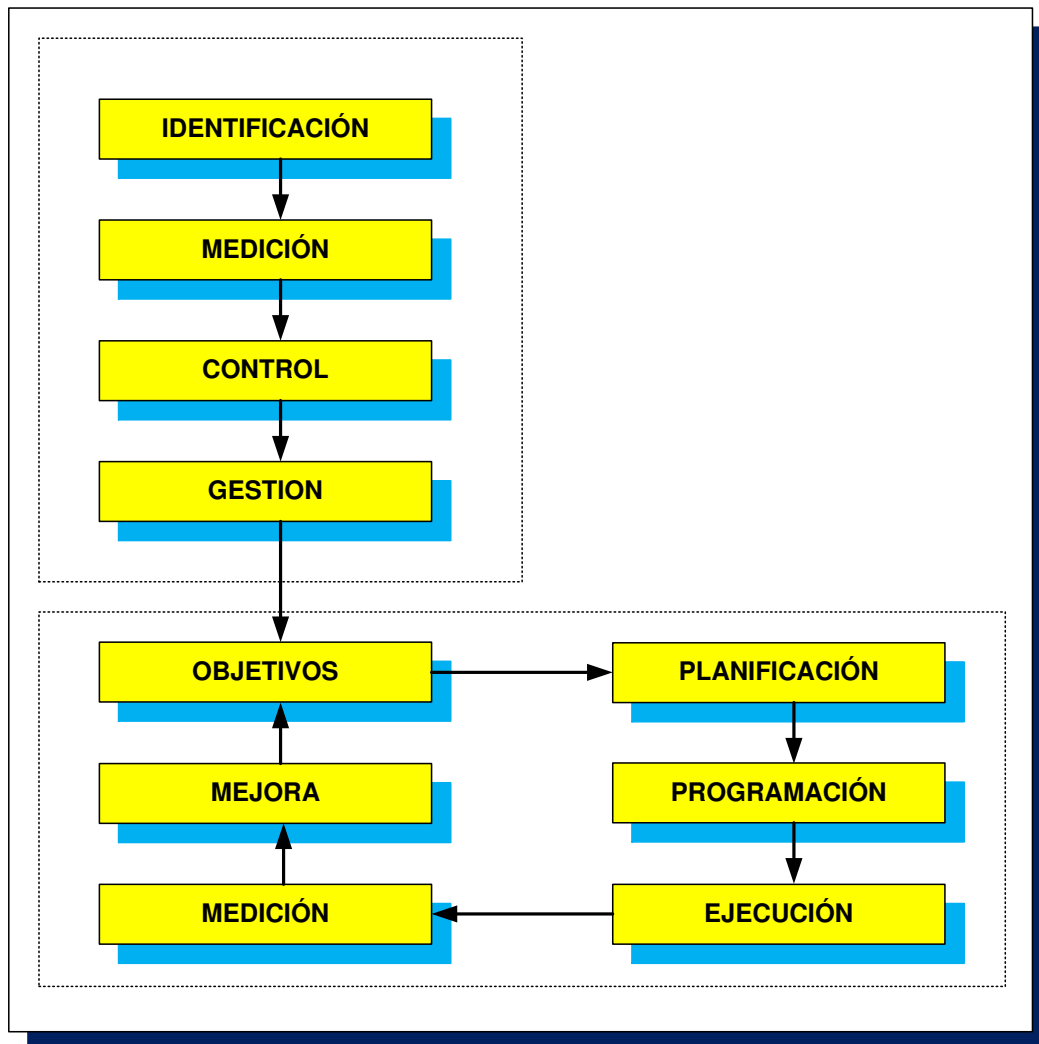 IDENTIFICACIÓN
MEDICIÓN
CONTROL
GESTION
OBJETIVOS
PLANIFICACIÓN
MEJORA
PROGRAMACIÓN
MEDICIÓN
EJECUCIÓN